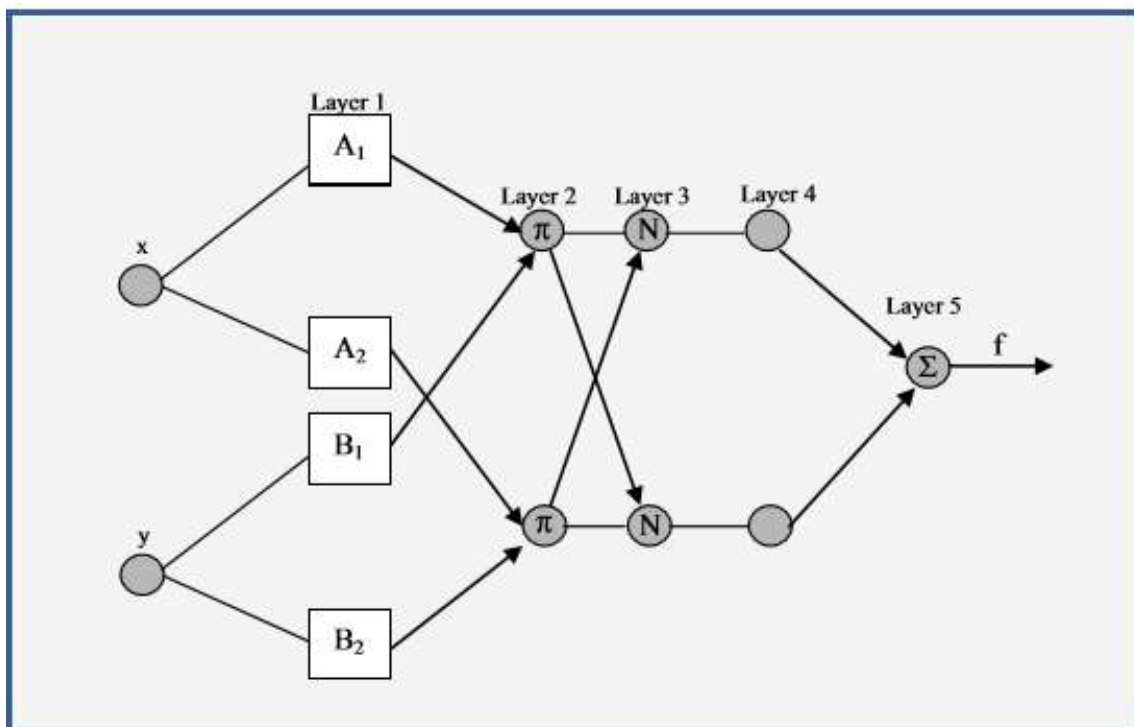 Layer 1
A₁
Layer 2
Layer 3
Layer 4
π
N
x
Layer 5
A₂
f
Σ
B₁
π
N
y
B₂